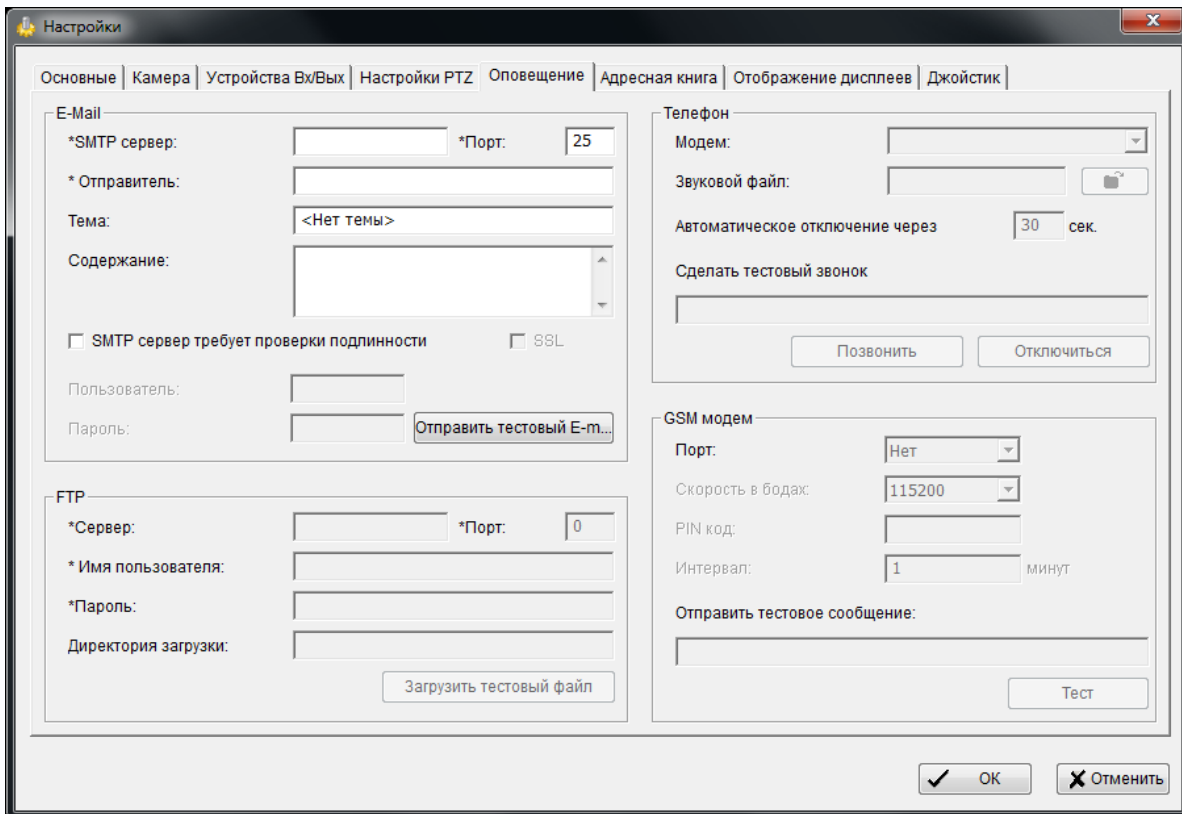 Настройки
Основные Камера Устройства Вх/Вых Настройки PTZ Оповещение Адресная книга Отображение дисплеев Джойстик
E-Mail
*SMTP сервер: *Порт: 25
* Отправитель:
Тема: <Нет темы>
Содержание:
SMTP сервер требует проверки подлинности SSL
Пользователь:
Пароль: Отправить тестовый E-m...
FTP
*Сервер: *Порт: 0
* Имя пользователя:
*Пароль:
Директория загрузки:
Загрузить тестовый файл
Телефон
Модем:
Звуковой файл:
Автоматическое отключение через 30 сек.
Сделать тестовый звонок
Позвонить Отключиться
GSM модем
Порт: Нет
Скорость в бодах: 115200
PIN код:
Интервал: 1 минут
Отправить тестовое сообщение:
Тест
OK Отменить